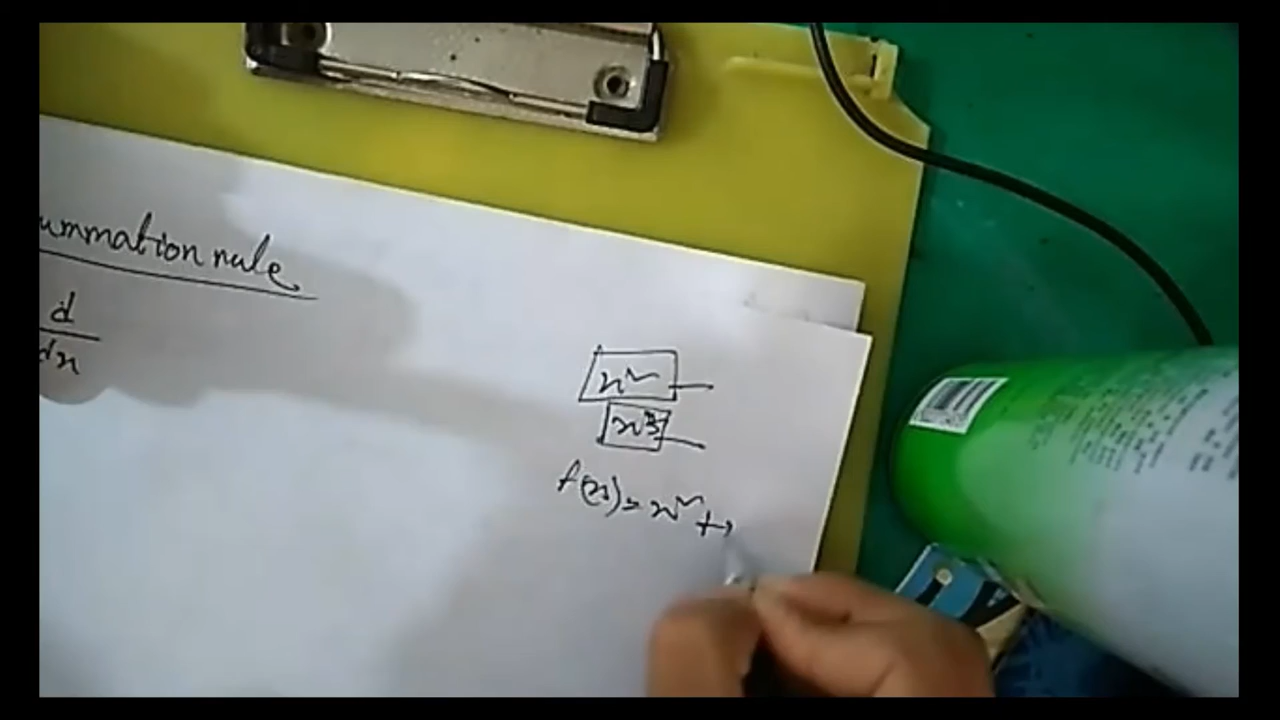 ummation rule
d
dx
x²
x³
f(x) = x² +